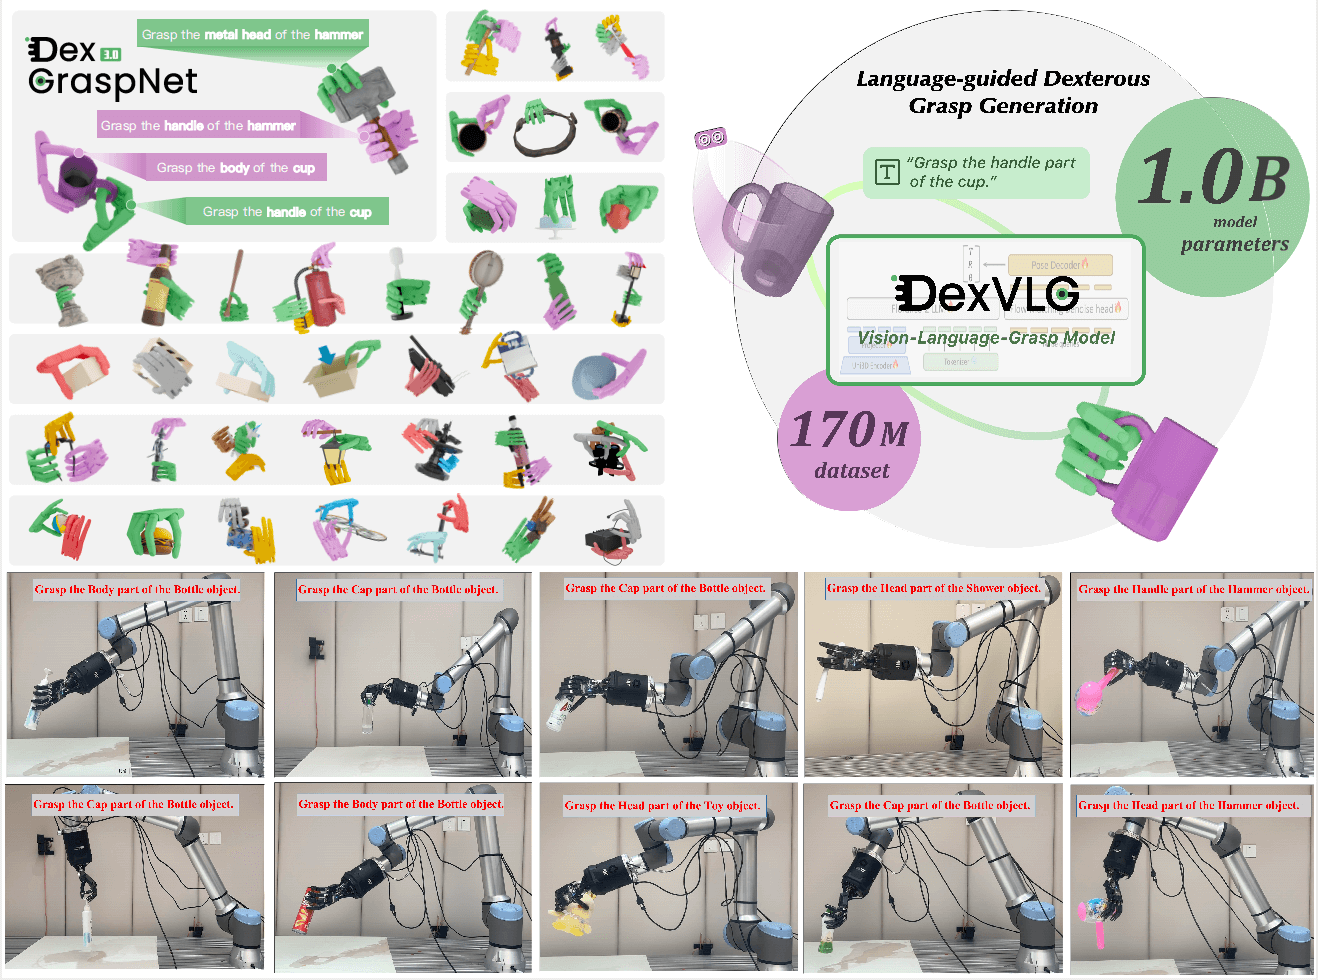 Dex 3.0
GraspNet
Grasp the metal head of the hammer
Grasp the handle of the hammer
Grasp the body of the cup
Grasp the handle of the cup
Language-guided Dexterous
Grasp Generation
T "Grasp the handle part
of the cup."
1.0 B
model
parameters
T
R
Pose Decoder
DexVLG
Vision-Language-Grasp Model
Uni3D Encoder
Tokenizer
170 M
dataset
Grasp the Body part of the Bottle object.
Grasp the Cap part of the Bottle object.
Grasp the Cap part of the Bottle object.
Grasp the Head part of the Shower object.
Grasp the Handle part of the Hammer object.
Grasp the Cap part of the Bottle object.
Grasp the Body part of the Bottle object.
Grasp the Head part of the Toy object.
Grasp the Cap part of the Bottle object.
Grasp the Head part of the Hammer object.